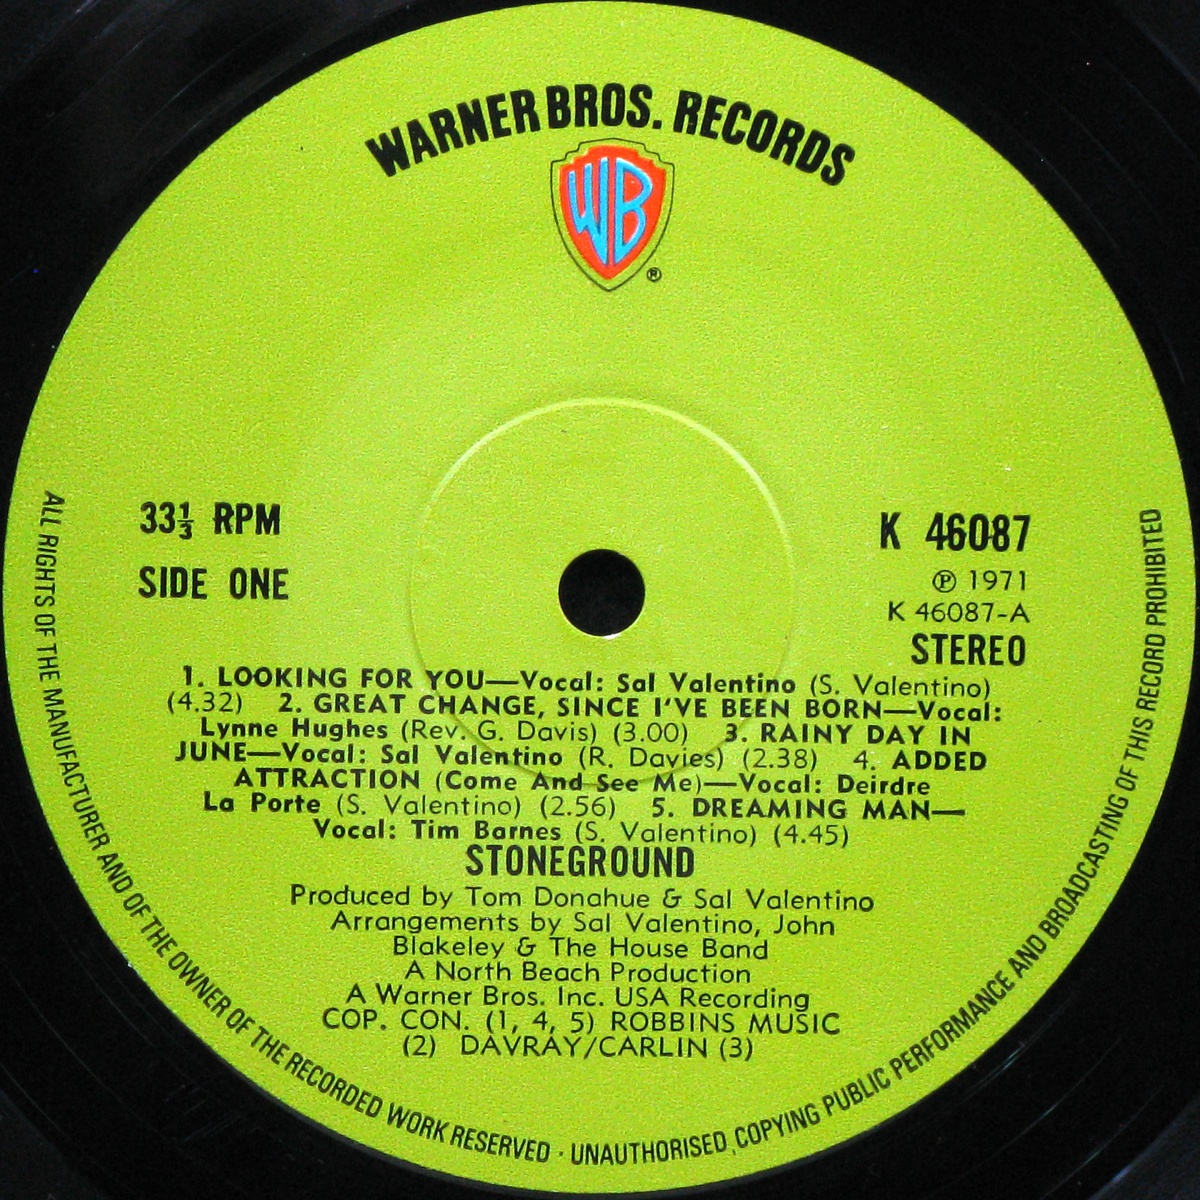 WARNER BROS. RECORDS
WB
®
33⅓ RPM
SIDE ONE
K 46087
℗ 1971
K 46087-A
STEREO
1. LOOKING FOR YOU—Vocal: Sal Valentino (S. Valentino)
(4.32) 2. GREAT CHANGE, SINCE I'VE BEEN BORN—Vocal:
Lynne Hughes (Rev. G. Davis) (3.00) 3. RAINY DAY IN
JUNE—Vocal: Sal Valentino (R. Davies) (2.38) 4. ADDED
ATTRACTION (Come And See Me)—Vocal: Deirdre
La Porte (S. Valentino) (2.56) 5. DREAMING MAN—
Vocal: Tim Barnes (S. Valentino) (4.45)
STONEGROUND
Produced by Tom Donahue & Sal Valentino
Arrangements by Sal Valentino, John
Blakeley & The House Band
A North Beach Production
A Warner Bros. Inc. USA Recording
COP. CON. (1, 4, 5) ROBBINS MUSIC
(2) DAVRAY/CARLIN (3)
ALL RIGHTS OF THE MANUFACTURER AND OF THE OWNER OF THE RECORDED WORK RESERVED · UNAUTHORISED, COPYING PUBLIC PERFORMANCE AND BROADCASTING OF THIS RECORD PROHIBITED